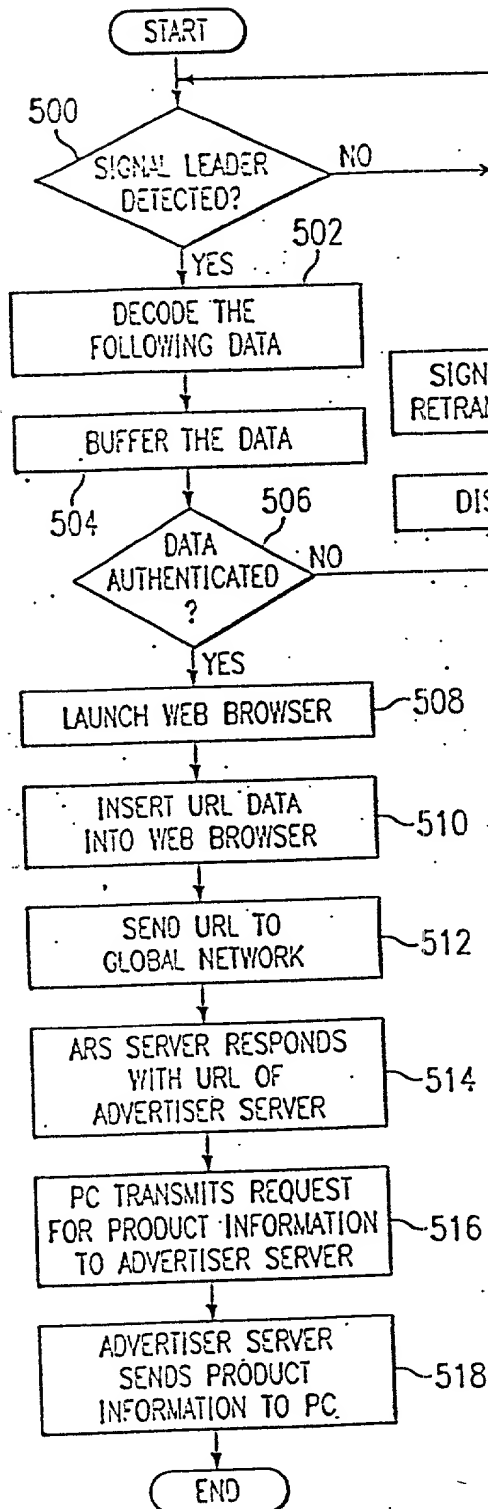 START
500
SIGNAL LEADER
DETECTED?
NO
YES
502
DECODE THE
FOLLOWING DATA
BUFFER THE DATA
504
506
DATA
AUTHENTICATED
?
NO
YES
LAUNCH WEB BROWSER
508
INSERT URL DATA
INTO WEB BROWSER
510
SEND URL TO
GLOBAL NETWORK
512
ARS SERVER RESPONDS
WITH URL OF
ADVERTISER SERVER
514
PC TRANSMITS REQUEST
FOR PRODUCT INFORMATION
TO ADVERTISER SERVER
516
ADVERTISER SERVER
SENDS PRODUCT
INFORMATION TO PC
518
END